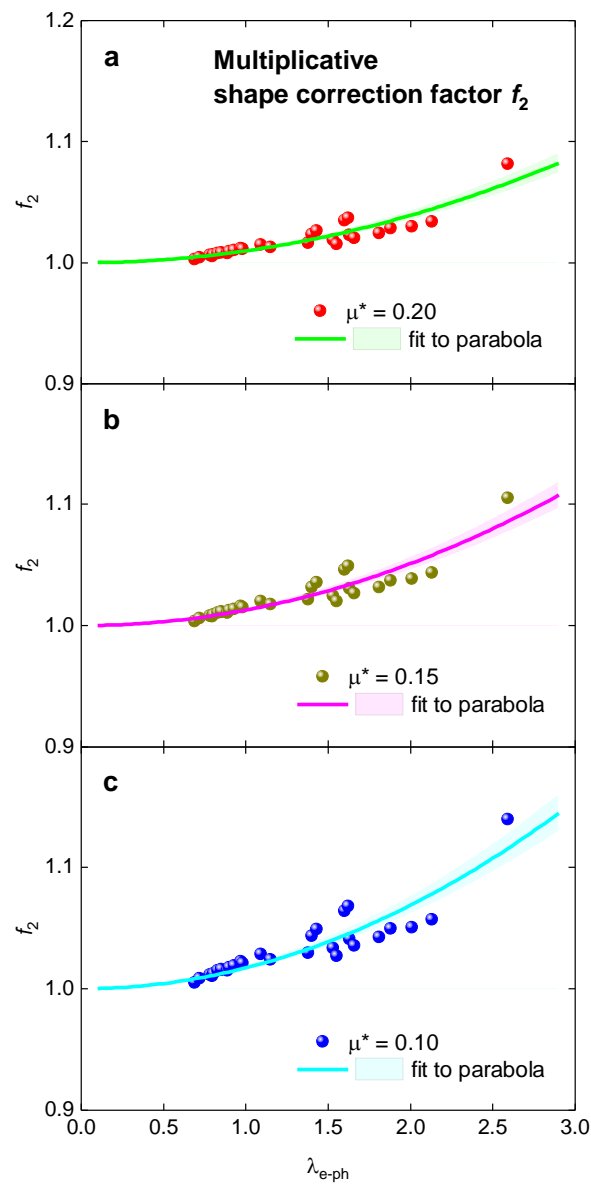 1.2
a
Multiplicative
shape correction factor f2
1.1
f2
1.0
μ* = 0.20
fit to parabola
0.9
b
1.1
f2
1.0
μ* = 0.15
fit to parabola
0.9
c
1.1
f2
1.0
μ* = 0.10
fit to parabola
0.9
0.0 0.5 1.0 1.5 2.0 2.5 3.0
λe-ph